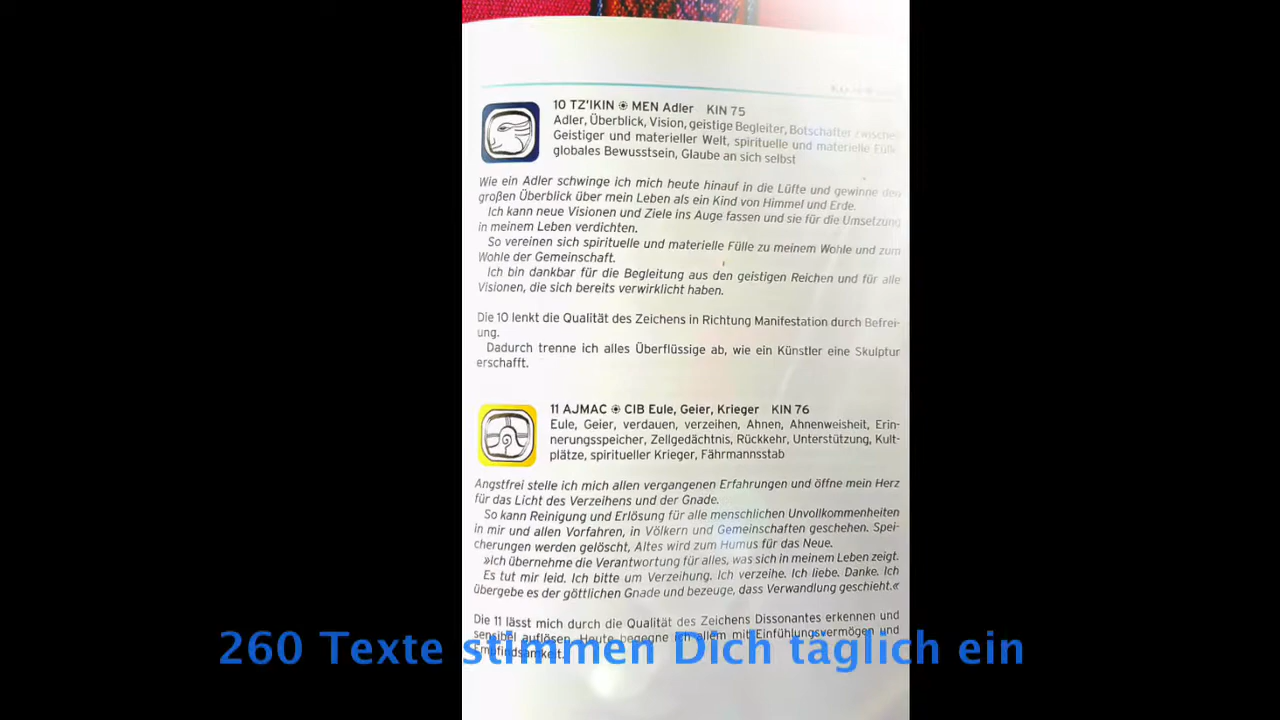 10 TZ'IKIN ☼ MEN Adler KIN 75
Adler, Überblick, Vision, geistige Begleiter, Botschafter zwischen
Geistiger und materieller Welt, spirituelle und materielle Fülle,
globales Bewusstsein, Glaube an sich selbst
Wie ein Adler schwinge ich mich heute hinauf in die Lüfte und gewinne den
großen Überblick über mein Leben als ein Kind von Himmel und Erde.
Ich kann neue Visionen und Ziele ins Auge fassen und sie für die Umsetzung
in meinem Leben verdichten.
So vereinen sich spirituelle und materielle Fülle zu meinem Wohle und zum
Wohle der Gemeinschaft.
Ich bin dankbar für die Begleitung aus den geistigen Reichen und für alle
Visionen, die sich bereits verwirklicht haben.
Die 10 lenkt die Qualität des Zeichens in Richtung Manifestation durch Befrei-
ung.
Dadurch trenne ich alles Überflüssige ab, wie ein Künstler eine Skulptur
erschafft.
11 AJMAC ☼ CIB Eule, Geier, Krieger KIN 76
Eule, Geier, verdauen, verzeihen, Ahnen, Ahnenweisheit, Erin-
nerungsspeicher, Zellgedächtnis, Rückkehr, Unterstützung, Kult-
plätze, spiritueller Krieger, Fährmannsstab
Angstfrei stelle ich mich allen vergangenen Erfahrungen und öffne mein Herz
für das Licht des Verzeihens und der Gnade.
So kann Reinigung und Erlösung für alle menschlichen Unvollkommenheiten
in mir und allen Vorfahren, in Völkern und Gemeinschaften geschehen. Spei-
cherungen werden gelöscht, Altes wird zum Humus für das Neue.
»Ich übernehme die Verantwortung für alles, was sich in meinem Leben zeigt.
Es tut mir leid. Ich bitte um Verzeihung. Ich verzeihe. Ich liebe. Danke. Ich
übergebe es der göttlichen Gnade und bezeuge, dass Verwandlung geschieht.«
Die 11 lässt mich durch die Qualität des Zeichens Dissonantes erkennen und
sensibel auflösen. Heute begegne ich allem mit Einfühlungsvermögen und
Empfindsamkeit.
260 Texte stimmen Dich täglich ein